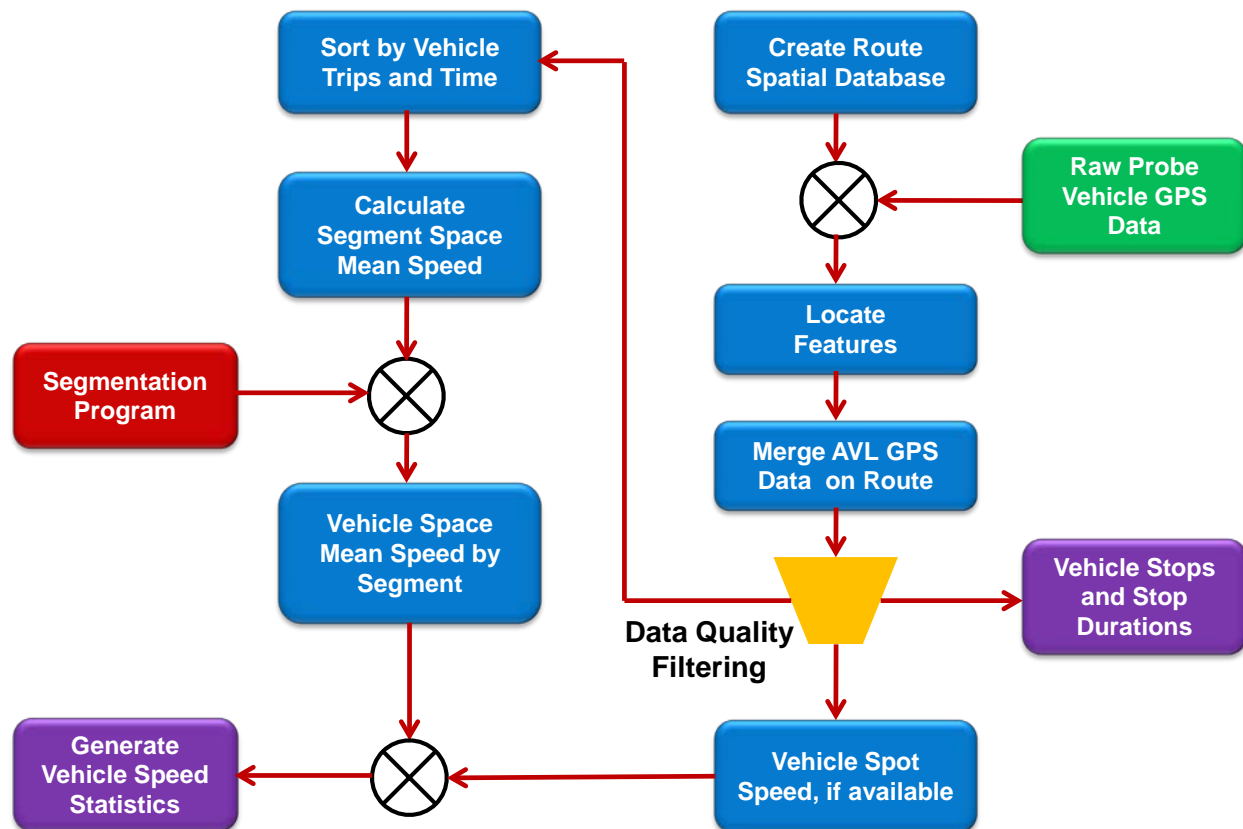 Sort by Vehicle
Trips and Time
Create Route
Spatial Database
Raw Probe
Vehicle GPS
Data
Calculate
Segment Space
Mean Speed
Locate
Features
Segmentation
Program
Merge AVL GPS
Data on Route
Vehicle Space
Mean Speed by
Segment
Data Quality
Filtering
Vehicle Stops
and Stop
Durations
Generate
Vehicle Speed
Statistics
Vehicle Spot
Speed, if available